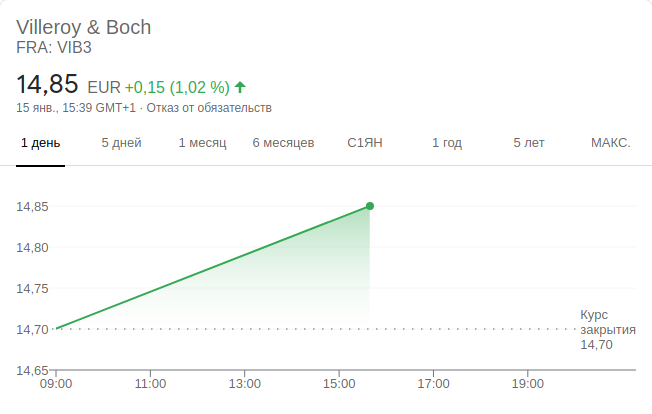 Villeroy & Boch
FRA: VIB3
14,85 EUR +0,15 (1,02 %)
15 янв., 15:39 GMT+1 · Отказ от обязательств
1 день 5 дней 1 месяц 6 месяцев С1ЯН 1 год 5 лет МАКС.
14,85
14,80
14,75
Курс
14,70 закрытия
14,70
14,65
09:00 11:00 13:00 15:00 17:00 19:00